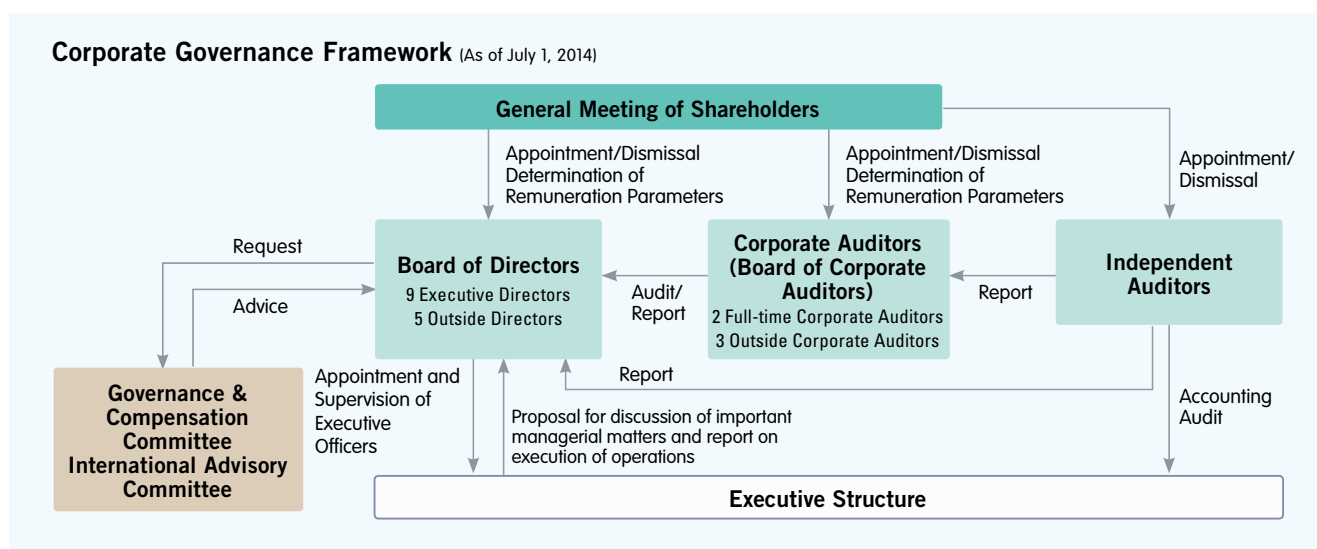 Corporate Governance Framework (As of July 1, 2014)
General Meeting of Shareholders
Appointment/Dismissal
Determination of
Remuneration Parameters
Appointment/Dismissal
Determination of
Remuneration Parameters
Appointment/
Dismissal
Request
Advice
Board of Directors
9 Executive Directors
5 Outside Directors
Audit/
Report
Corporate Auditors
(Board of Corporate
Auditors)
2 Full-time Corporate Auditors
3 Outside Corporate Auditors
Report
Independent
Auditors
Report
Governance &
Compensation
Committee
International Advisory
Committee
Appointment and
Supervision of
Executive
Officers
Proposal for discussion of important
managerial matters and report on
execution of operations
Accounting
Audit
Executive Structure